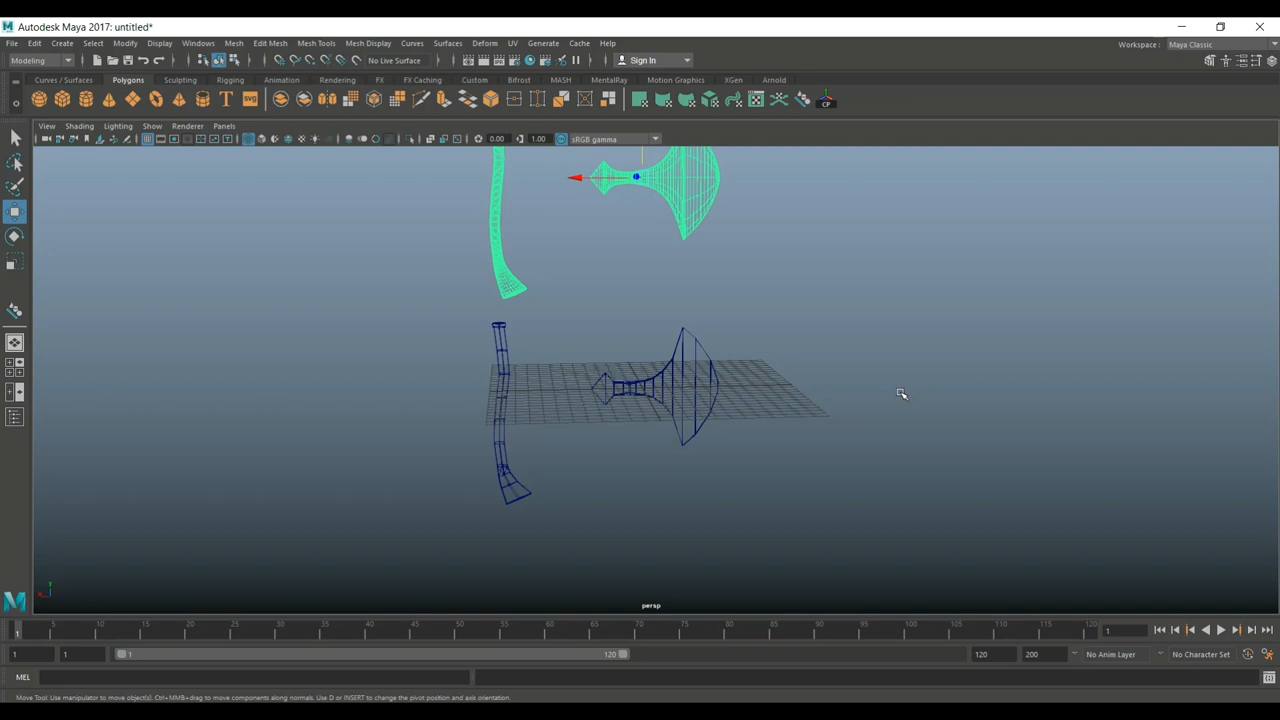 Autodesk Maya 2017: untitled*
File Edit Create Select Modify Display Windows Mesh Edit Mesh Mesh Tools Mesh Display Curves Surfaces Deform UV Generate Cache Help
Workspace : Maya Classic
Modeling No Live Surface Sign In
Curves / Surfaces Polygons Sculpting Rigging Animation Rendering FX FX Caching Custom Bifrost MASH MentalRay Motion Graphics XGen Arnold
T SVG CP
View Shading Lighting Show Renderer Panels
0.00 1.00 sRGB gamma
persp
1 5 10 15 20 25 30 35 40 45 50 55 60 65 70 75 80 85 90 95 100 105 110 115 120 1
1 1 1 120 120 200 No Anim Layer No Character Set
MEL
Move Tool: Use manipulator to move object(s). Ctrl+MMB+drag to move components along normals. Use D or INSERT to change the pivot position and axis orientation.